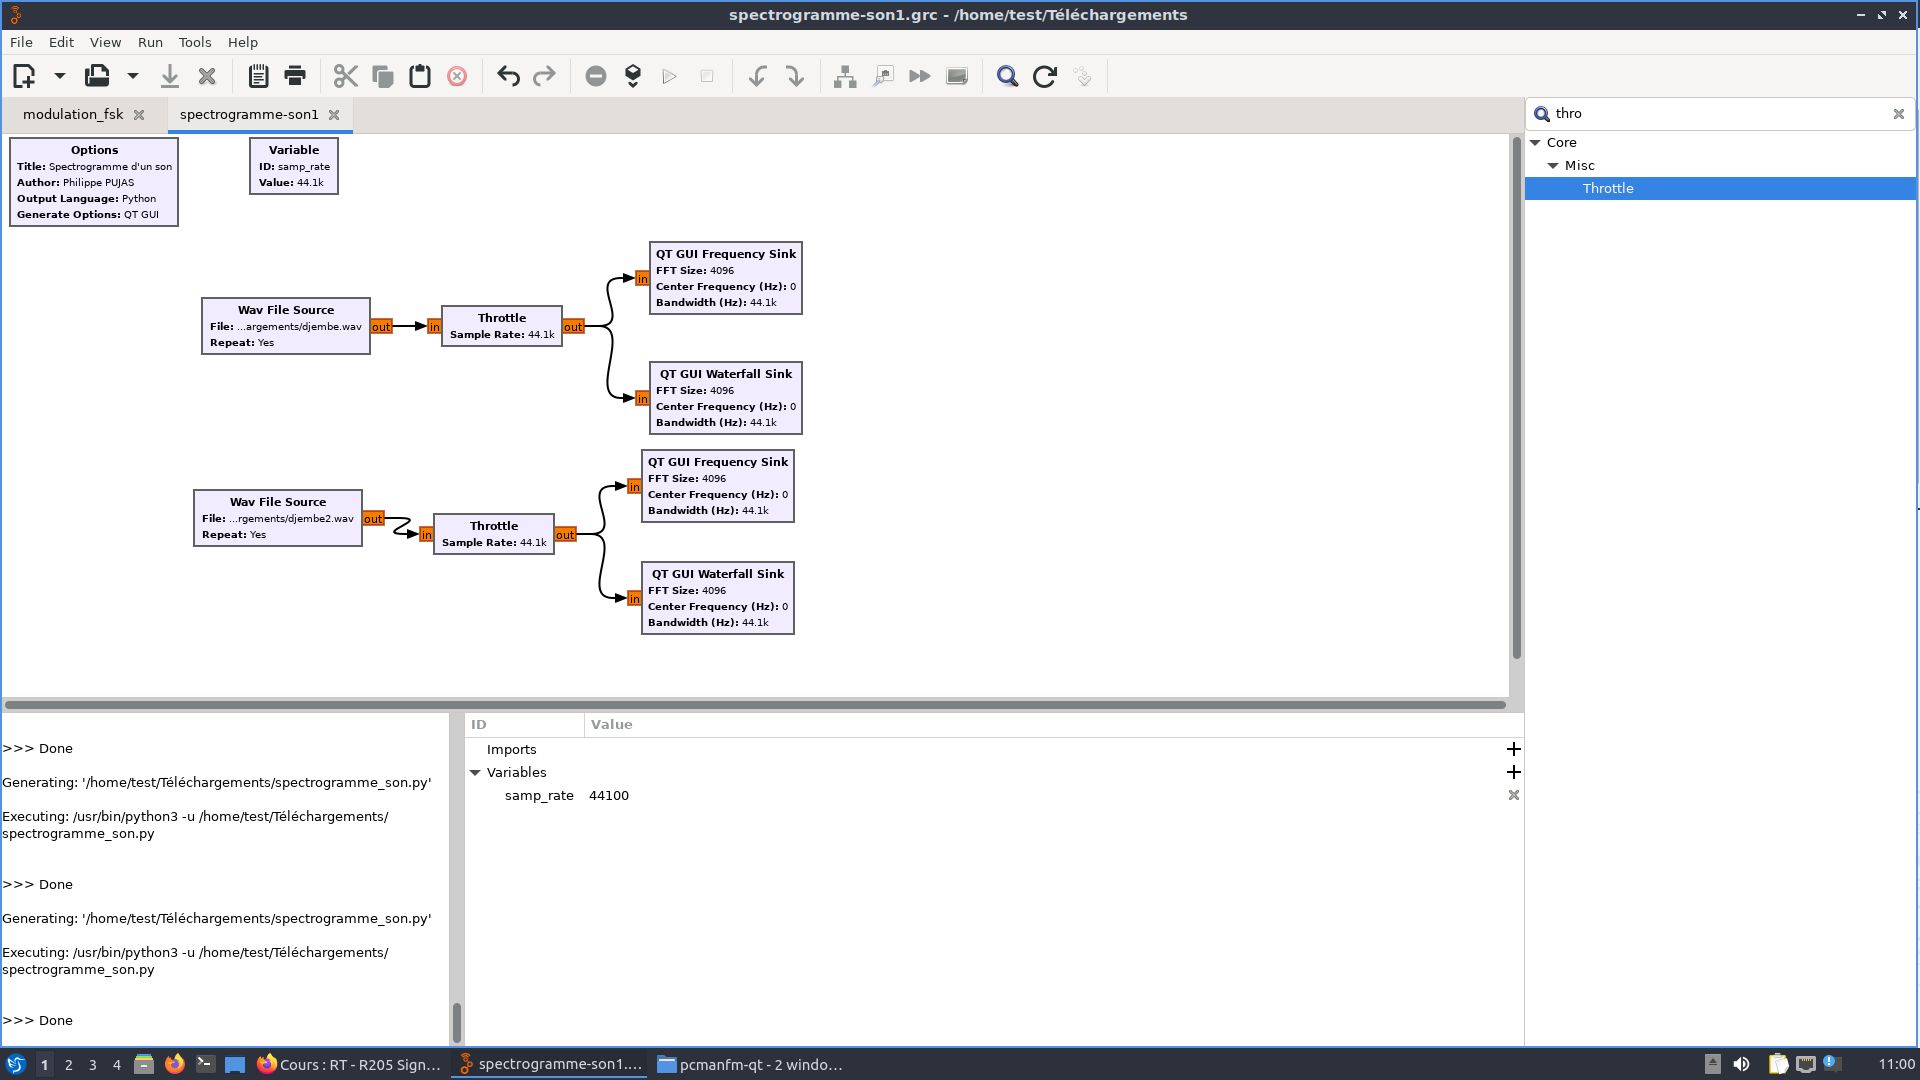 spectrogramme-son1.grc - /home/test/Téléchargements
File Edit View Run Tools Help
modulation_fsk spectrogramme-son1
thro
Core
Misc
Throttle
Options
Title: Spectrogramme d'un son
Author: Philippe PUJAS
Output Language: Python
Generate Options: QT GUI
Variable
ID: samp_rate
Value: 44.1k
Wav File Source
File: ...argements/djembe.wav
Repeat: Yes
out
in
Throttle
Sample Rate: 44.1k
out
in
QT GUI Frequency Sink
FFT Size: 4096
Center Frequency (Hz): 0
Bandwidth (Hz): 44.1k
in
QT GUI Waterfall Sink
FFT Size: 4096
Center Frequency (Hz): 0
Bandwidth (Hz): 44.1k
Wav File Source
File: ...rgements/djembe2.wav
Repeat: Yes
out
in
Throttle
Sample Rate: 44.1k
out
in
QT GUI Frequency Sink
FFT Size: 4096
Center Frequency (Hz): 0
Bandwidth (Hz): 44.1k
in
QT GUI Waterfall Sink
FFT Size: 4096
Center Frequency (Hz): 0
Bandwidth (Hz): 44.1k
>>> Done
Generating: '/home/test/Téléchargements/spectrogramme_son.py'
Executing: /usr/bin/python3 -u /home/test/Téléchargements/
spectrogramme_son.py
>>> Done
Generating: '/home/test/Téléchargements/spectrogramme_son.py'
Executing: /usr/bin/python3 -u /home/test/Téléchargements/
spectrogramme_son.py
>>> Done
ID Value
Imports
Variables
samp_rate 44100
1 2 3 4 Cours : RT - R205 Sign... spectrogramme-son1.... pcmanfm-qt - 2 windo... 11:00